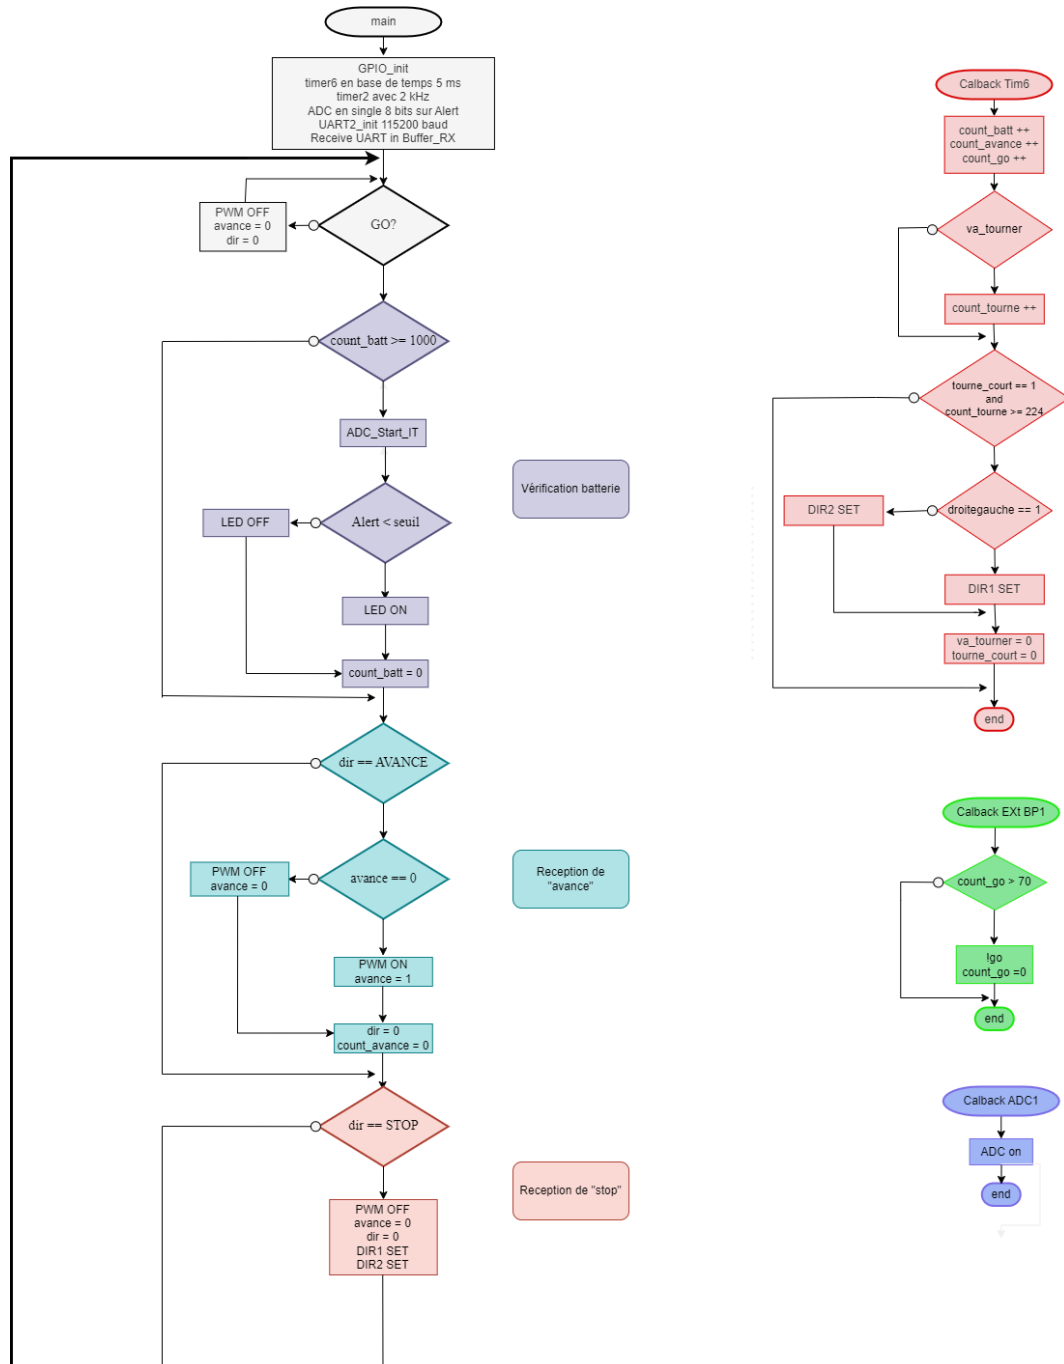 main
GPIO_init
timer6 en base de temps 5 ms
timer2 avec 2 kHz
ADC en single 8 bits sur Alert
UART2_init 115200 baud
Receive UART in Buffer_RX
PWM OFF
avance = 0
dir = 0
GO?
count_batt >= 1000
ADC_Start_IT
Vérification batterie
LED OFF
Alert < seuil
LED ON
count_batt = 0
dir == AVANCE
PWM OFF
avance = 0
avance == 0
Reception de
"avance"
PWM ON
avance = 1
dir = 0
count_avance = 0
dir == STOP
Reception de "stop"
PWM OFF
avance = 0
dir = 0
DIR1 SET
DIR2 SET
Calback Tim6
count_batt ++
count_avance ++
count_go ++
va_tourner
count_tourne ++
tourne_court == 1
and
count_tourne >= 224
DIR2 SET
droitegauche == 1
DIR1 SET
va_tourner = 0
tourne_court = 0
end
Calback EXt BP1
count_go > 70
!go
count_go =0
end
Calback ADC1
ADC on
end